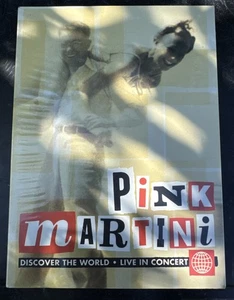 PiNK
maRTiNi
DISCOVER THE WORLD • LIVE IN CONCERT